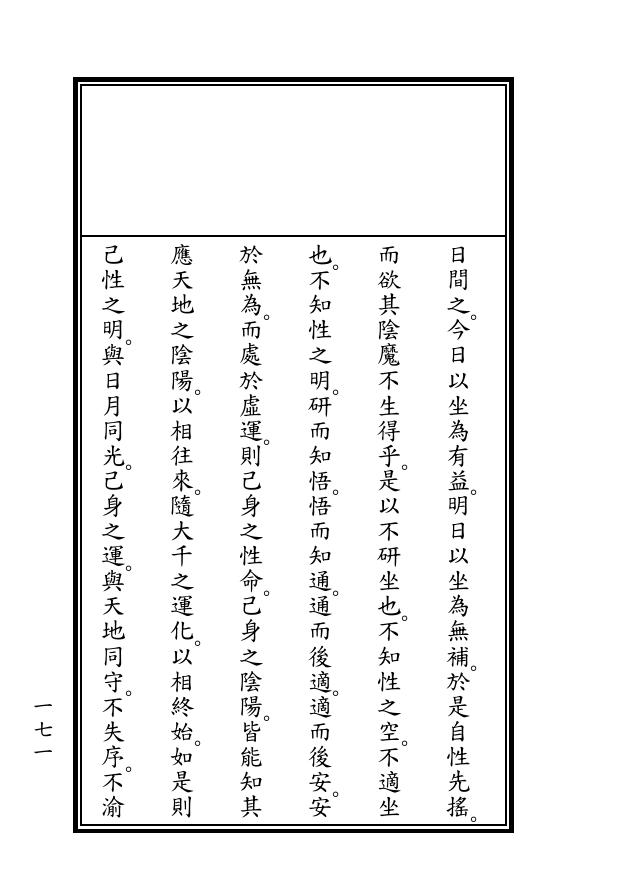 日間之。今日以坐為有益。明日以坐為無補。於是自性先搖。
而欲其陰魔不生得乎。是以不研坐也。不知性之空。不適坐
也。不知性之明。研而知悟。悟而知通。通而後適。適而後安。安
於無為。而處於虛運。則己身之性命。己身之陰陽。皆能知其
應天地之陰陽。以相往來。隨大千之運化。以相終始。如是則
己性之明。與日月同光。己身之運。與天地同守。不失序。不渝
一七一